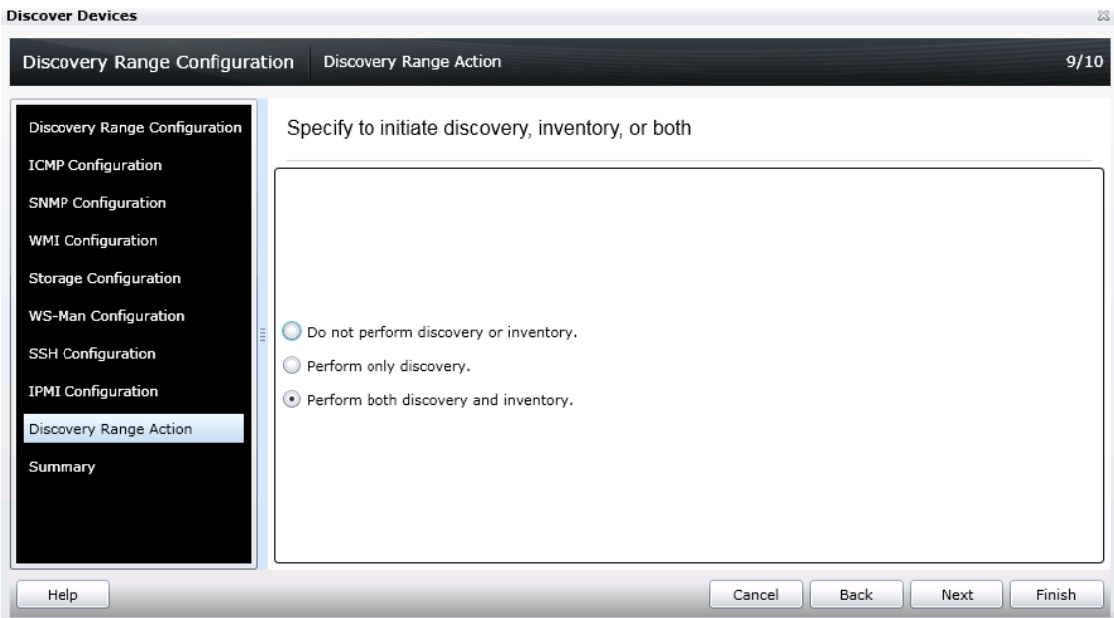 Discover Devices
Discovery Range Configuration Discovery Range Action 9/10
Discovery Range Configuration
ICMP Configuration
SNMP Configuration
WMI Configuration
Storage Configuration
WS-Man Configuration
SSH Configuration
IPMI Configuration
Discovery Range Action
Summary
Specify to initiate discovery, inventory, or both
Do not perform discovery or inventory.
Perform only discovery.
Perform both discovery and inventory.
Help Cancel Back Next Finish